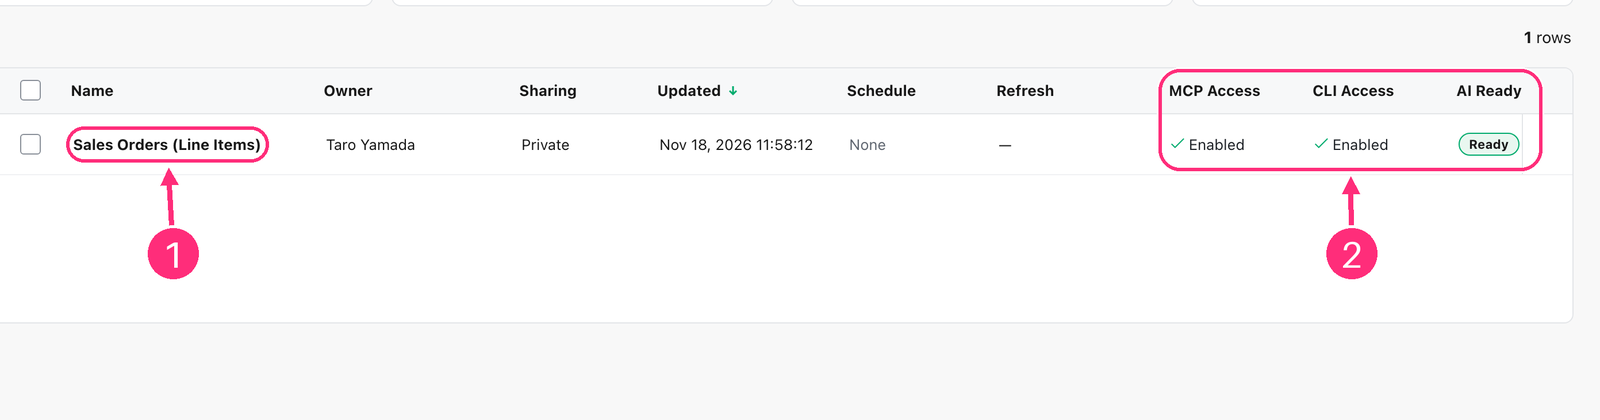 1 rows
Name Owner Sharing Updated ↓ Schedule Refresh MCP Access CLI Access AI Ready
Sales Orders (Line Items) Taro Yamada Private Nov 18, 2026 11:58:12 None — ✓ Enabled ✓ Enabled Ready
1 2